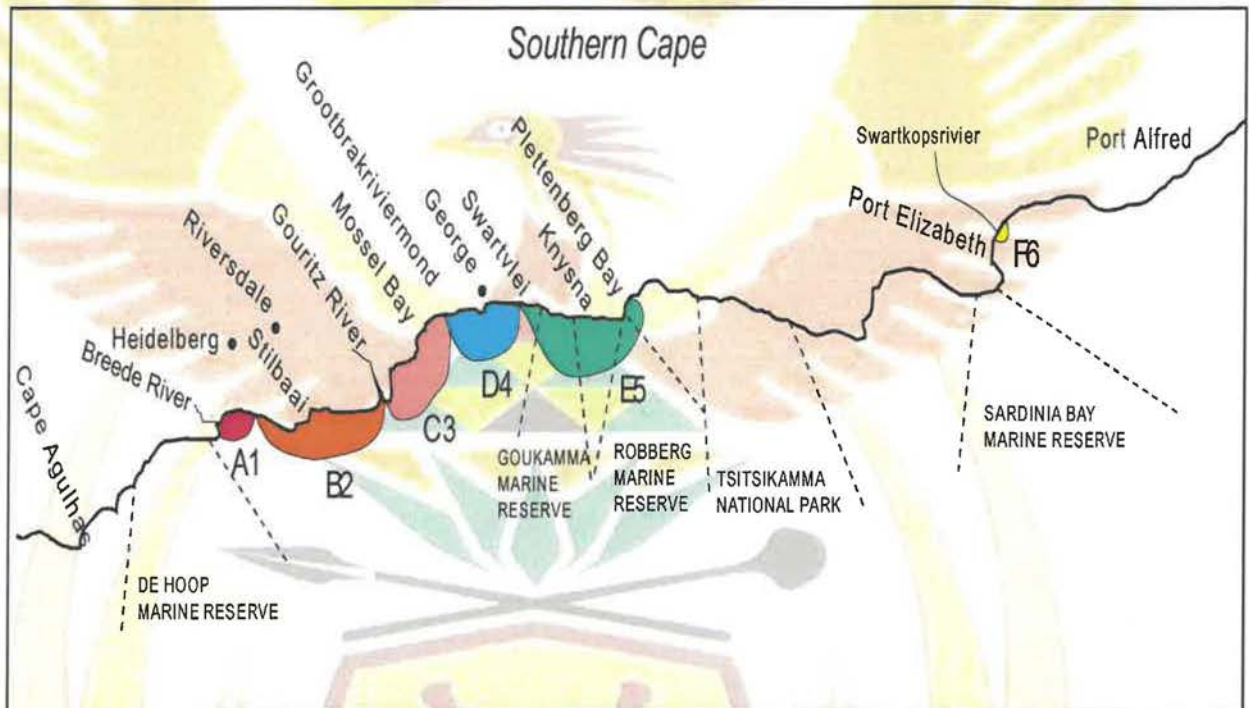 Southern Cape
Grootbrakriviermond
Plettenberg Bay
Swartkopsrivier
Port Alfred
Riversdale
Gouritz River
Mossel Bay
George
Swartvlei
Knysna
Port Elizabeth
F6
Heidelberg
Stilbaai
Breede River
Cape Agulhas
A1
B2
C3
D4
E5
GOUKAMMA
MARINE
RESERVE
ROBBERG
MARINE
RESERVE
TSITSIKAMMA
NATIONAL PARK
SARDINIA BAY
MARINE RESERVE
DE HOOP
MARINE RESERVE